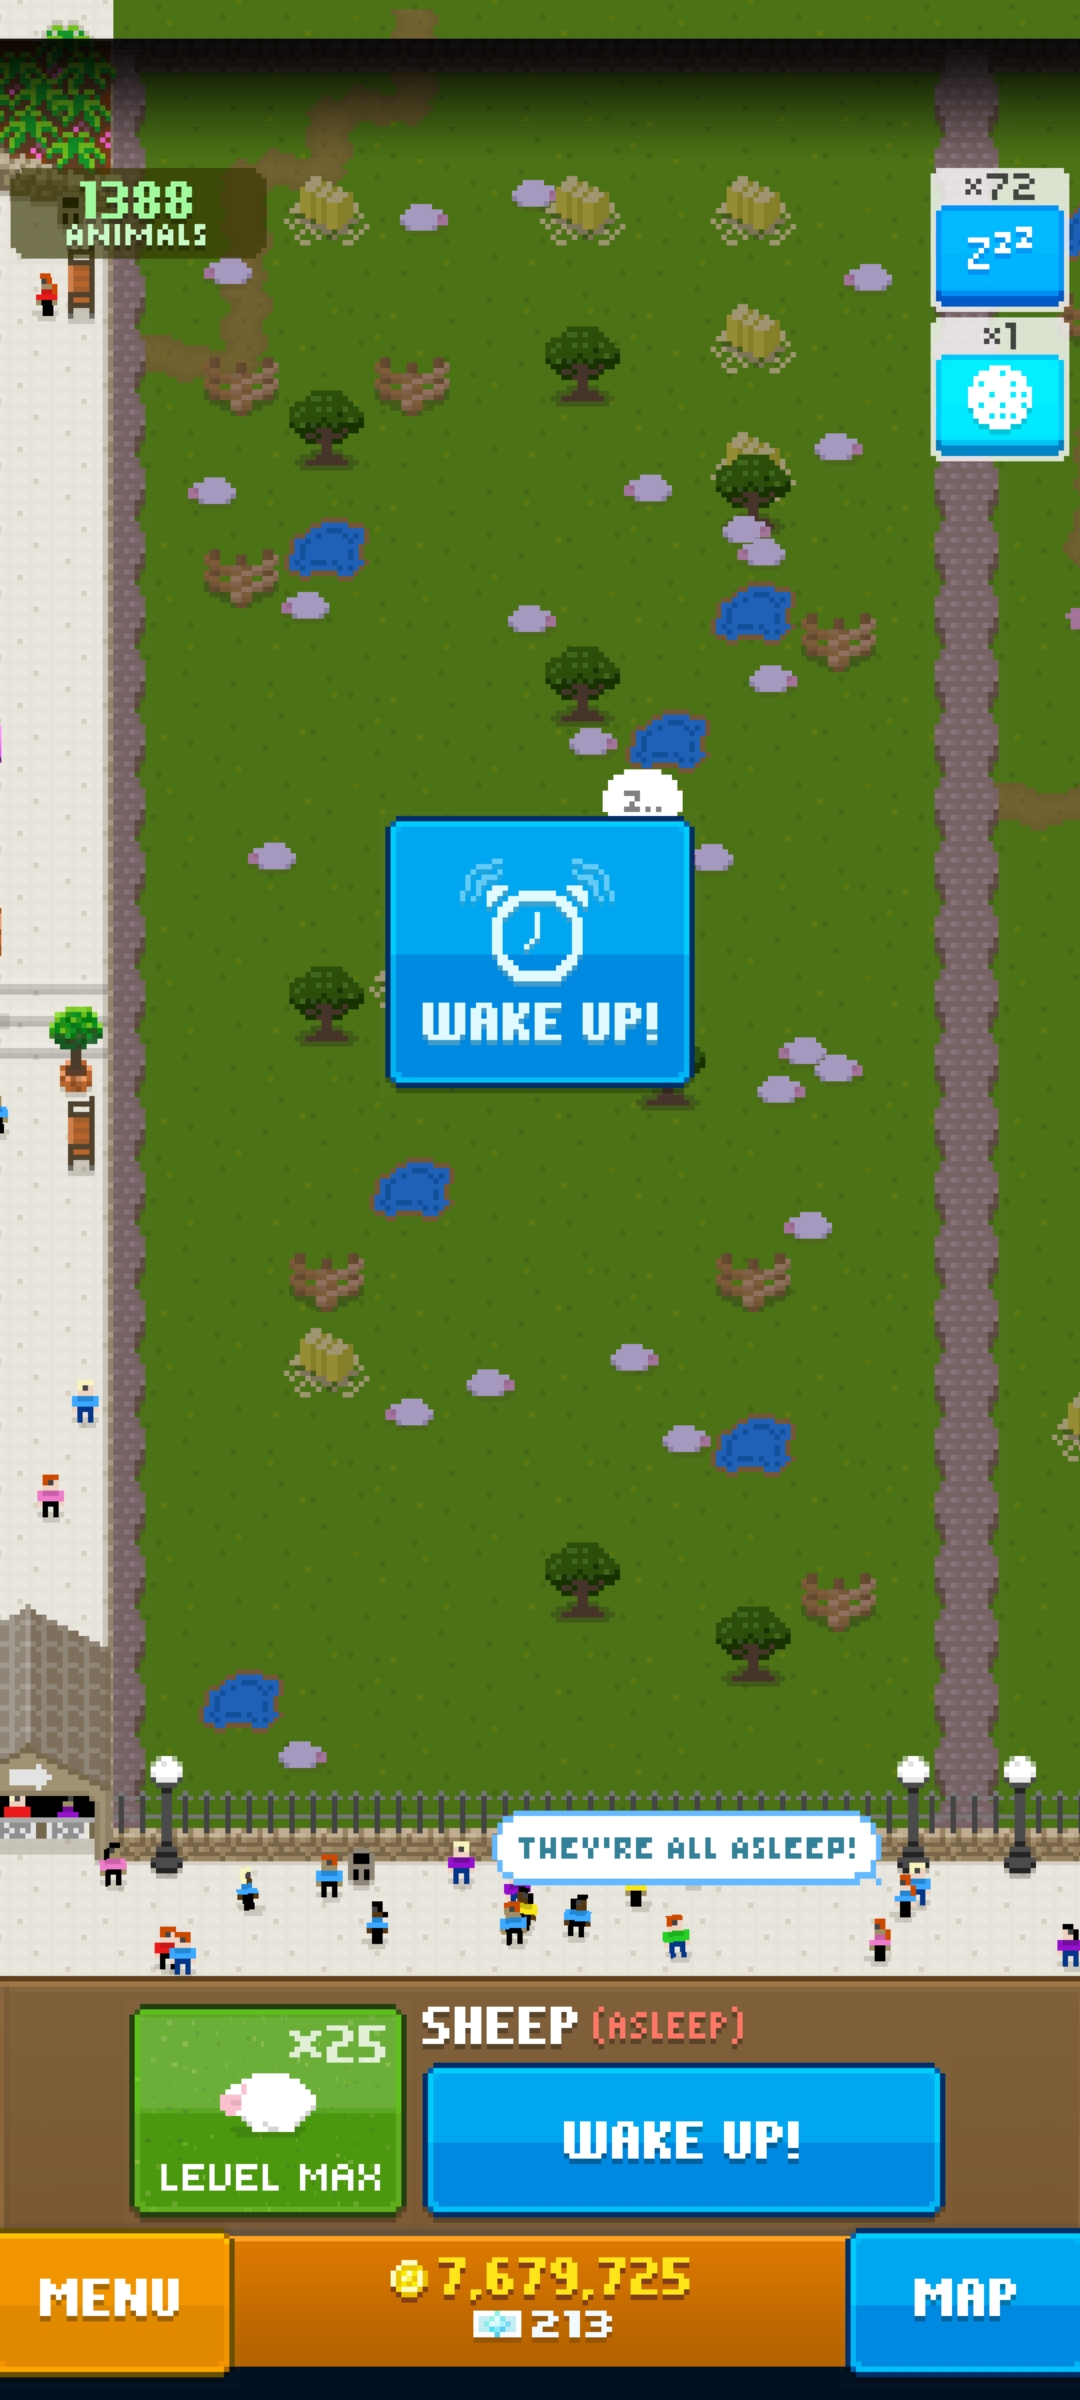 1388
ANIMALS
x72
zzz
x1
z..
WAKE UP!
THEY'RE ALL ASLEEP!
x25
LEVEL MAX
SHEEP (ASLEEP)
WAKE UP!
MENU
7,679,725
213
MAP